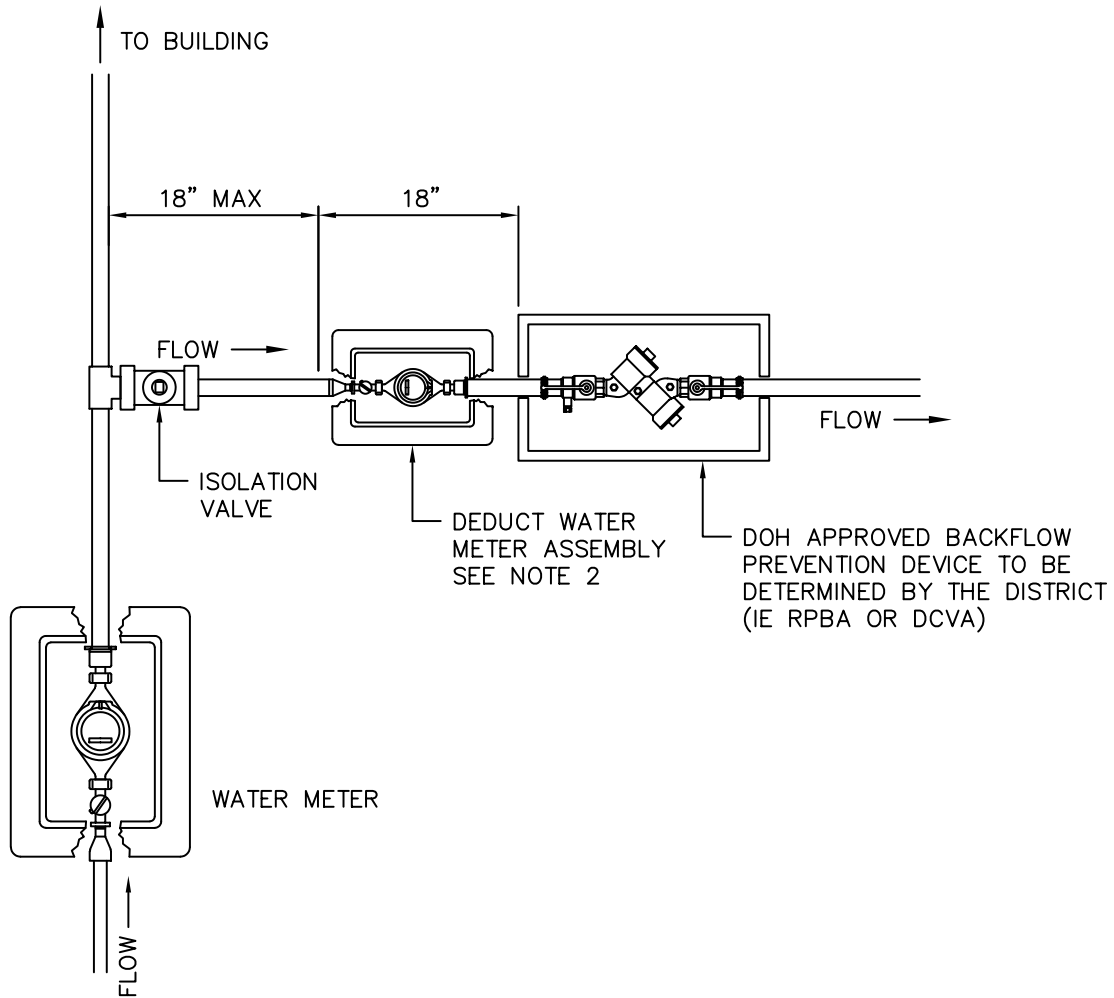 TO BUILDING
18" MAX
18"
FLOW
FLOW
ISOLATION
VALVE
DEDUCT WATER
METER ASSEMBLY
SEE NOTE 2
DOH APPROVED BACKFLOW
PREVENTION DEVICE TO BE
DETERMINED BY THE DISTRICT
(IE RPBA OR DCVA)
WATER METER
FLOW